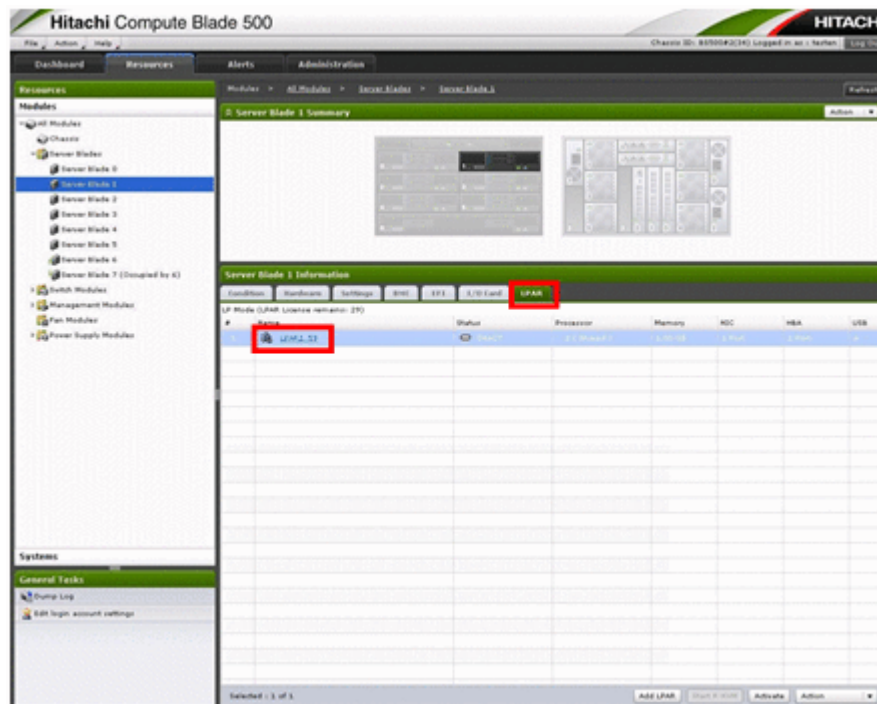 Hitachi Compute Blade 500
HITACH
File Action Help
Dashboard Resources Alerts Administration
Resources
Modules
All Modules
Chassis
Server Blades
Server Blade 0
Server Blade 1
Server Blade 2
Server Blade 3
Server Blade 4
Server Blade 5
Server Blade 6
Server Blade 7 (Occupied by 6)
Switch Modules
Management Modules
Fan Modules
Power Supply Modules
Systems
General Tasks
Dump Log
Edit login account settings
Modules > All Modules > Server Blades > Server Blade 1
Refresh
Server Blade 1 Summary
Action
Server Blade 1 Information
Condition Hardware Settings BMC EFI I/O Card LPAR
LP Mode (LPAR License remains: 29)
# Name Status Processor Memory NIC HBA USB
Selected : 1 of 1
Add LPAR Activate Action